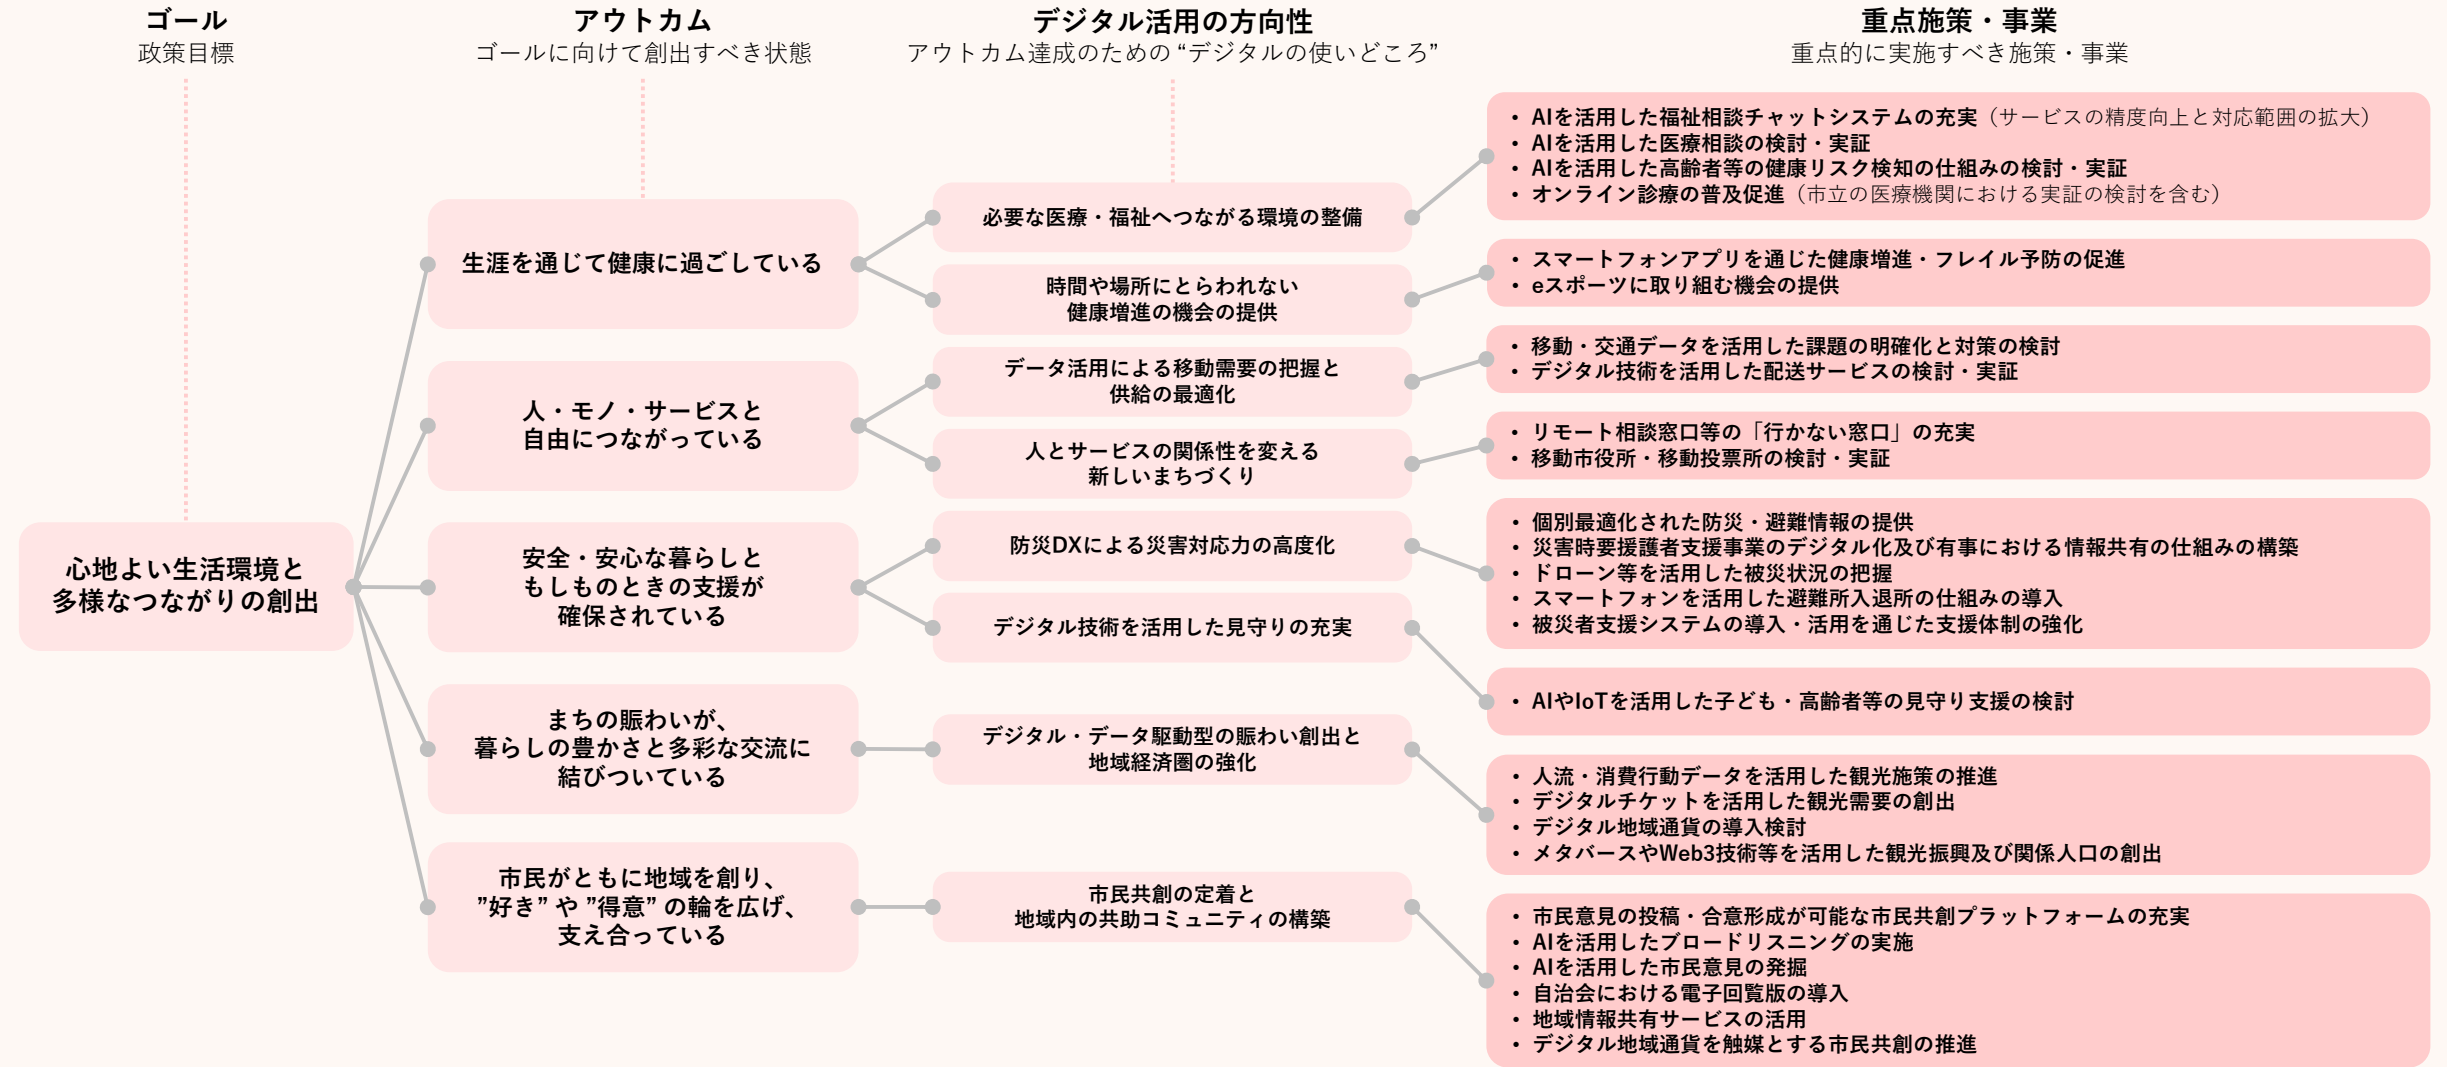 ゴール
政策目標
アウトカム
ゴールに向けて創出すべき状態
デジタル活用の方向性
アウトカム達成のための “デジタルの使いどころ”
重点施策・事業
重点的に実施すべき施策・事業
心地よい生活環境と
多様なつながりの創出
生涯を通じて健康に過ごしている
必要な医療・福祉へつながる環境の整備
• AIを活用した福祉相談チャットシステムの充実（サービスの精度向上と対応範囲の拡大）
• AIを活用した医療相談の検討・実証
• AIを活用した高齢者等の健康リスク検知の仕組みの検討・実証
• オンライン診療の普及促進（市立の医療機関における実証の検討を含む）
時間や場所にとらわれない
健康増進の機会の提供
• スマートフォンアプリを通じた健康増進・フレイル予防の促進
• eスポーツに取り組む機会の提供
人・モノ・サービスと
自由につながっている
データ活用による移動需要の把握と
供給の最適化
• 移動・交通データを活用した課題の明確化と対策の検討
• デジタル技術を活用した配送サービスの検討・実証
人とサービスの関係性を変える
新しいまちづくり
• リモート相談窓口等の「行かない窓口」の充実
• 移動市役所・移動投票所の検討・実証
安全・安心な暮らしと
もしものときの支援が
確保されている
防災DXによる災害対応力の高度化
• 個別最適化された防災・避難情報の提供
• 災害時要援護者支援事業のデジタル化及び有事における情報共有の仕組みの構築
• ドローン等を活用した被災状況の把握
• スマートフォンを活用した避難所入退所の仕組みの導入
• 被災者支援システムの導入・活用を通じた支援体制の強化
デジタル技術を活用した見守りの充実
• AIやIoTを活用した子ども・高齢者等の見守り支援の検討
まちの賑わいが、
暮らしの豊かさと多彩な交流に
結びついている
デジタル・データ駆動型の賑わい創出と
地域経済圏の強化
• 人流・消費行動データを活用した観光施策の推進
• デジタルチケットを活用した観光需要の創出
• デジタル地域通貨の導入検討
• メタバースやWeb3技術等を活用した観光振興及び関係人口の創出
市民がともに地域を創り、
”好き” や ”得意” の輪を広げ、
支え合っている
市民共創の定着と
地域内の共助コミュニティの構築
• 市民意見の投稿・合意形成が可能な市民共創プラットフォームの充実
• AIを活用したブロードリスニングの実施
• AIを活用した市民意見の発掘
• 自治会における電子回覧版の導入
• 地域情報共有サービスの活用
• デジタル地域通貨を触媒とする市民共創の推進